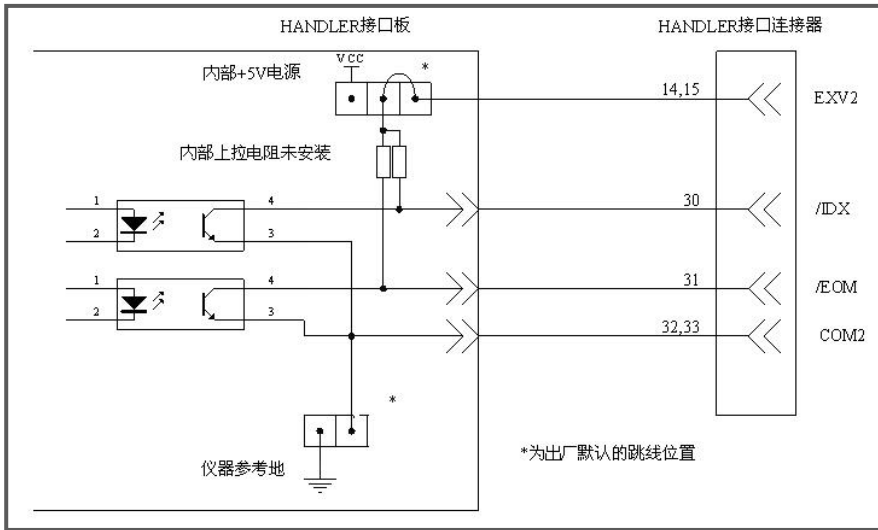 HANDLER接口板
HANDLER接口连接器
VCC
*
内部+5V电源
14,15
EXV2
内部上拉电阻未安装
1
4
30
/IDX
2
3
1
4
31
/EOM
2
3
32,33
COM2
*
仪器参考地
*为出厂默认的跳线位置